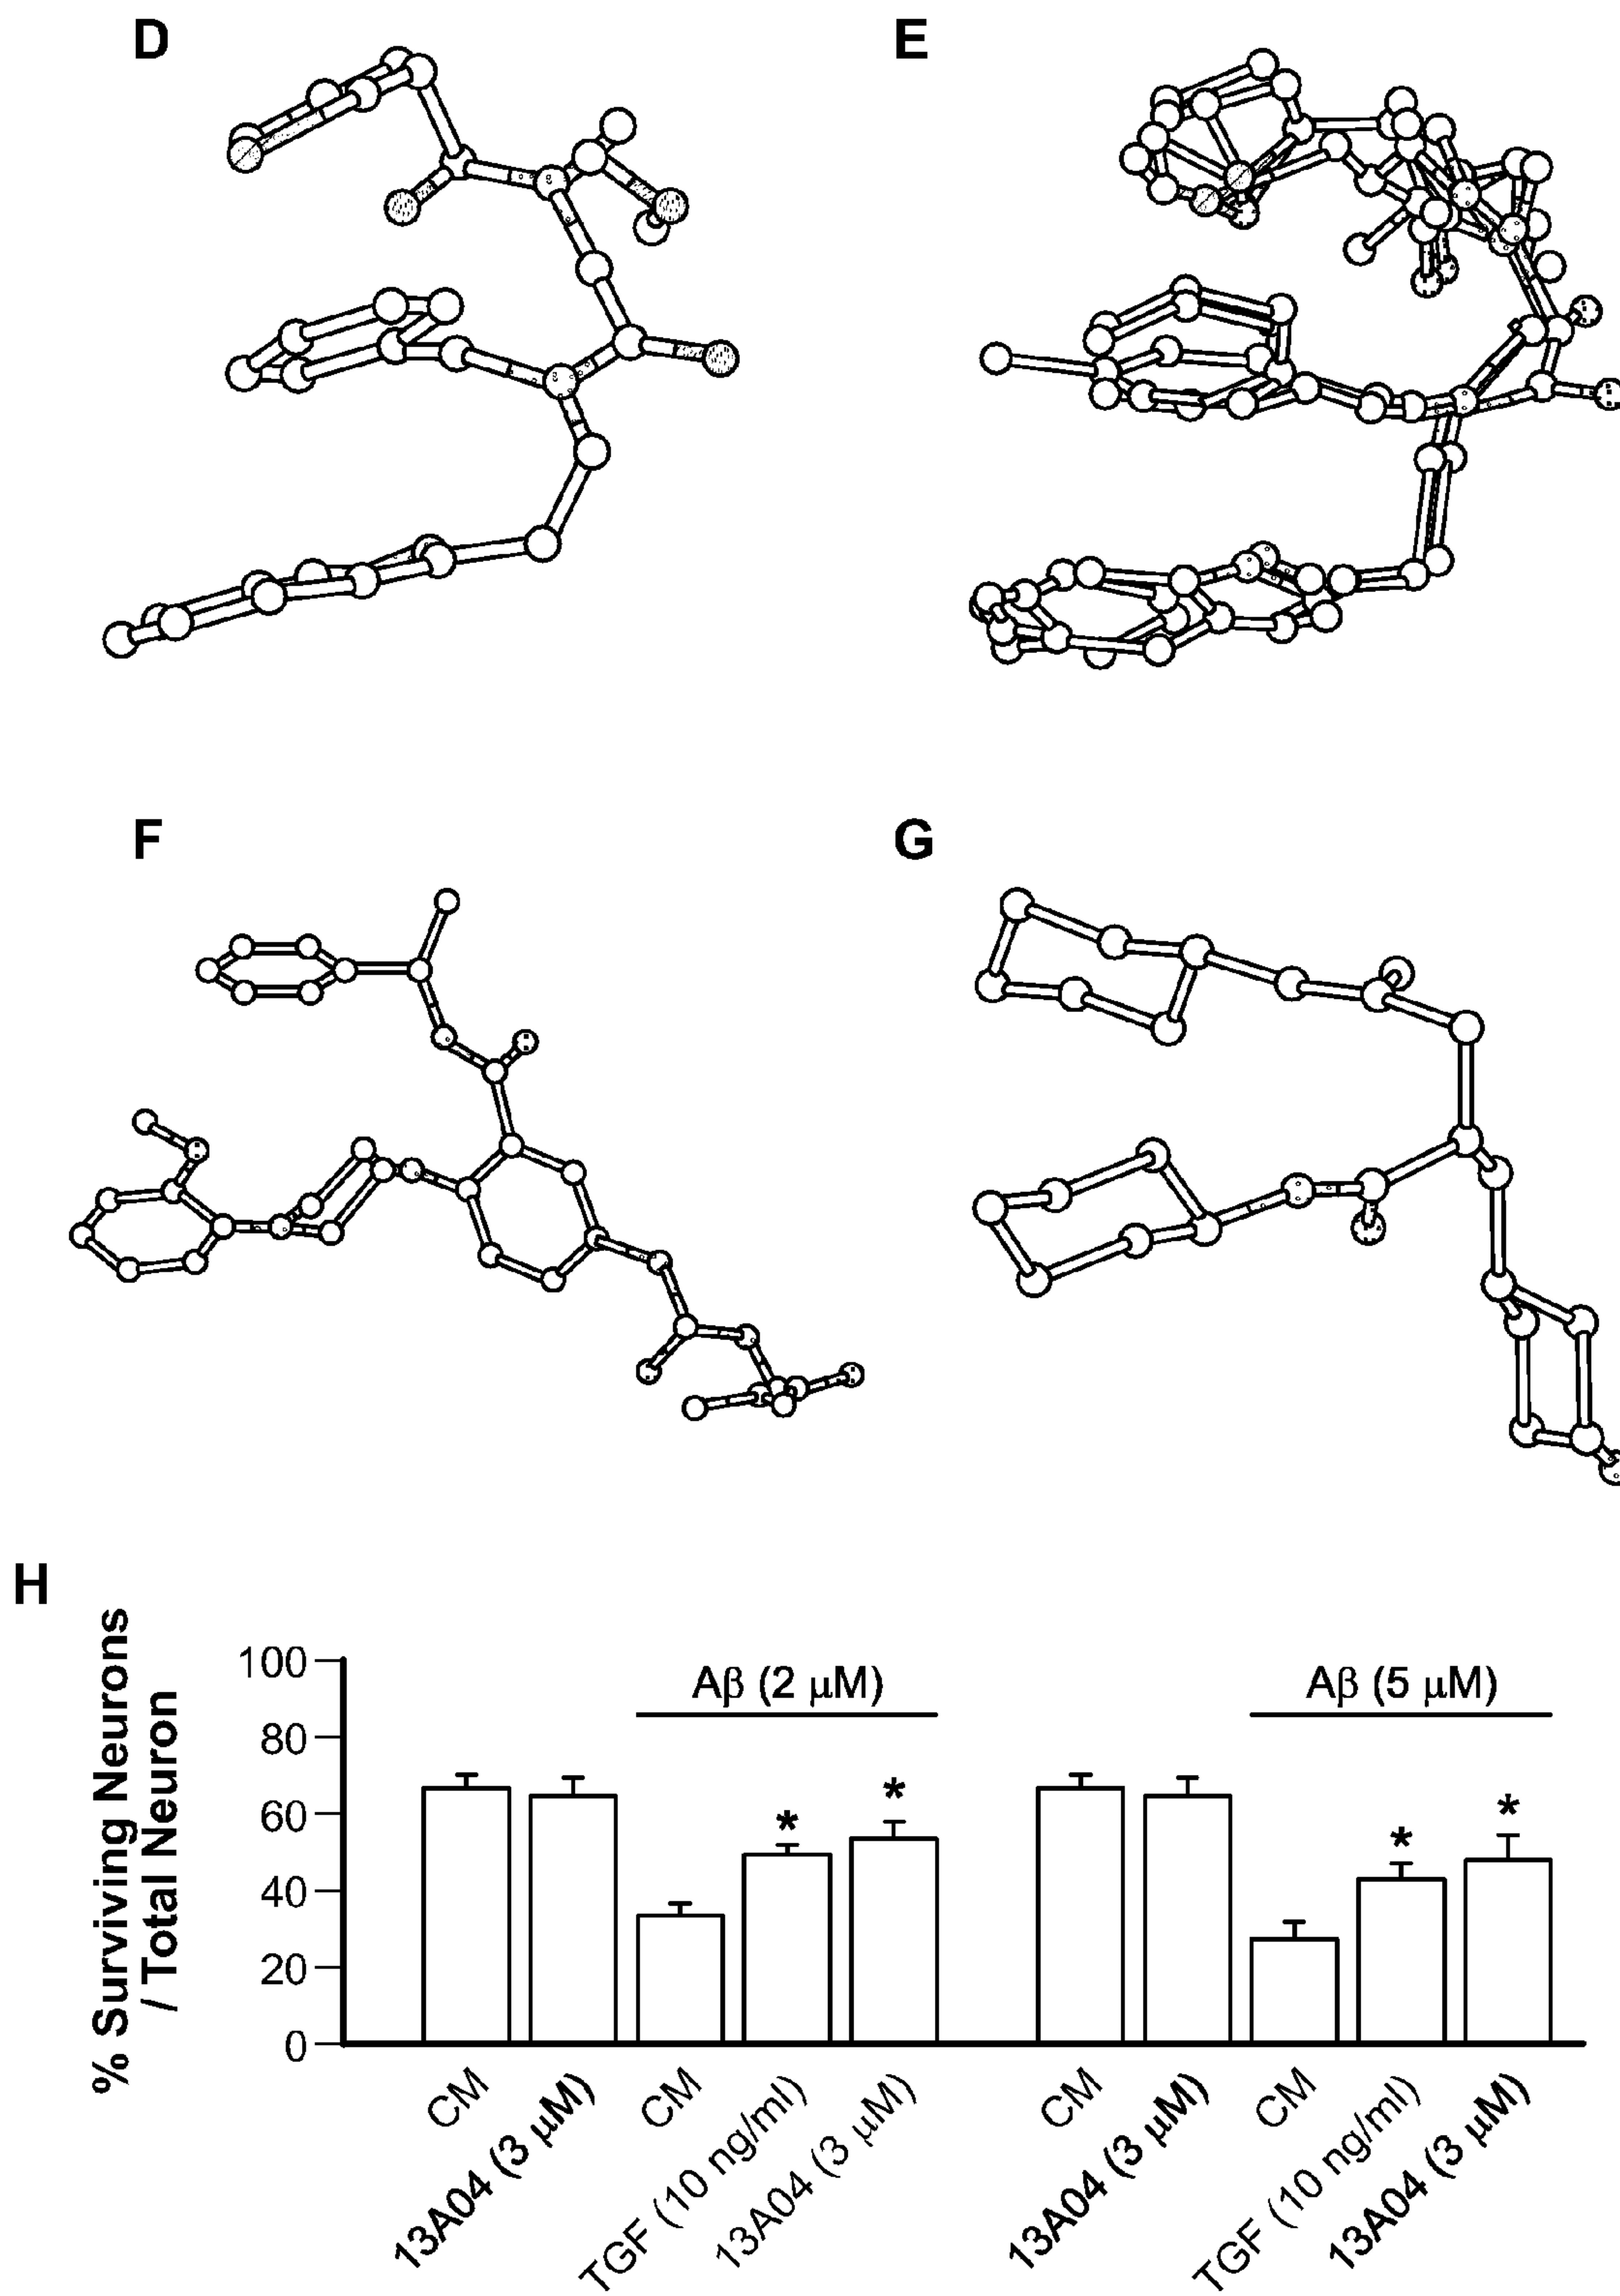 D
E
F
G
H
% Surviving Neurons
/ Total Neuron
100
80
60
40
20
0
Aβ (2 μM)
Aβ (5 μM)
*
*
*
*
CM
13A04 (3 μM)
CM
TGF (10 ng/ml)
13A04 (3 μM)
CM
13A04 (3 μM)
CM
TGF (10 ng/ml)
13A04 (3 μM)